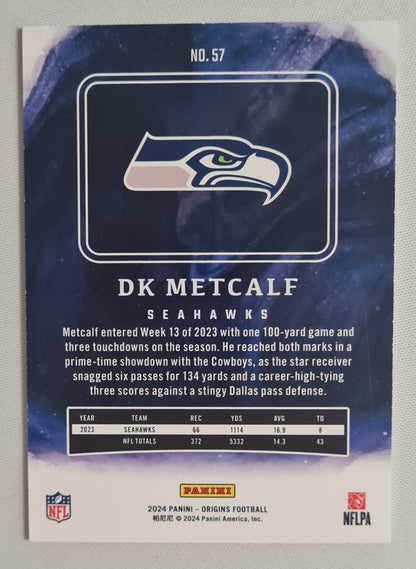 NO. 57
DK METCALF
SEAHAWKS
Metcalf entered Week 13 of 2023 with one 100-yard game and
three touchdowns on the season. He reached both marks in a
prime-time showdown with the Cowboys, as the star receiver
snagged six passes for 134 yards and a career-high-tying
three scores against a stingy Dallas pass defense.
YEAR TEAM REC YDS AVG TD
2023 SEAHAWKS 66 1114 16.9 8
NFL TOTALS 372 5332 14.3 43
PANINI
NFL
2024 PANINI – ORIGINS FOOTBALL
帕尼尼 © 2024 Panini America, Inc.
NFLPA